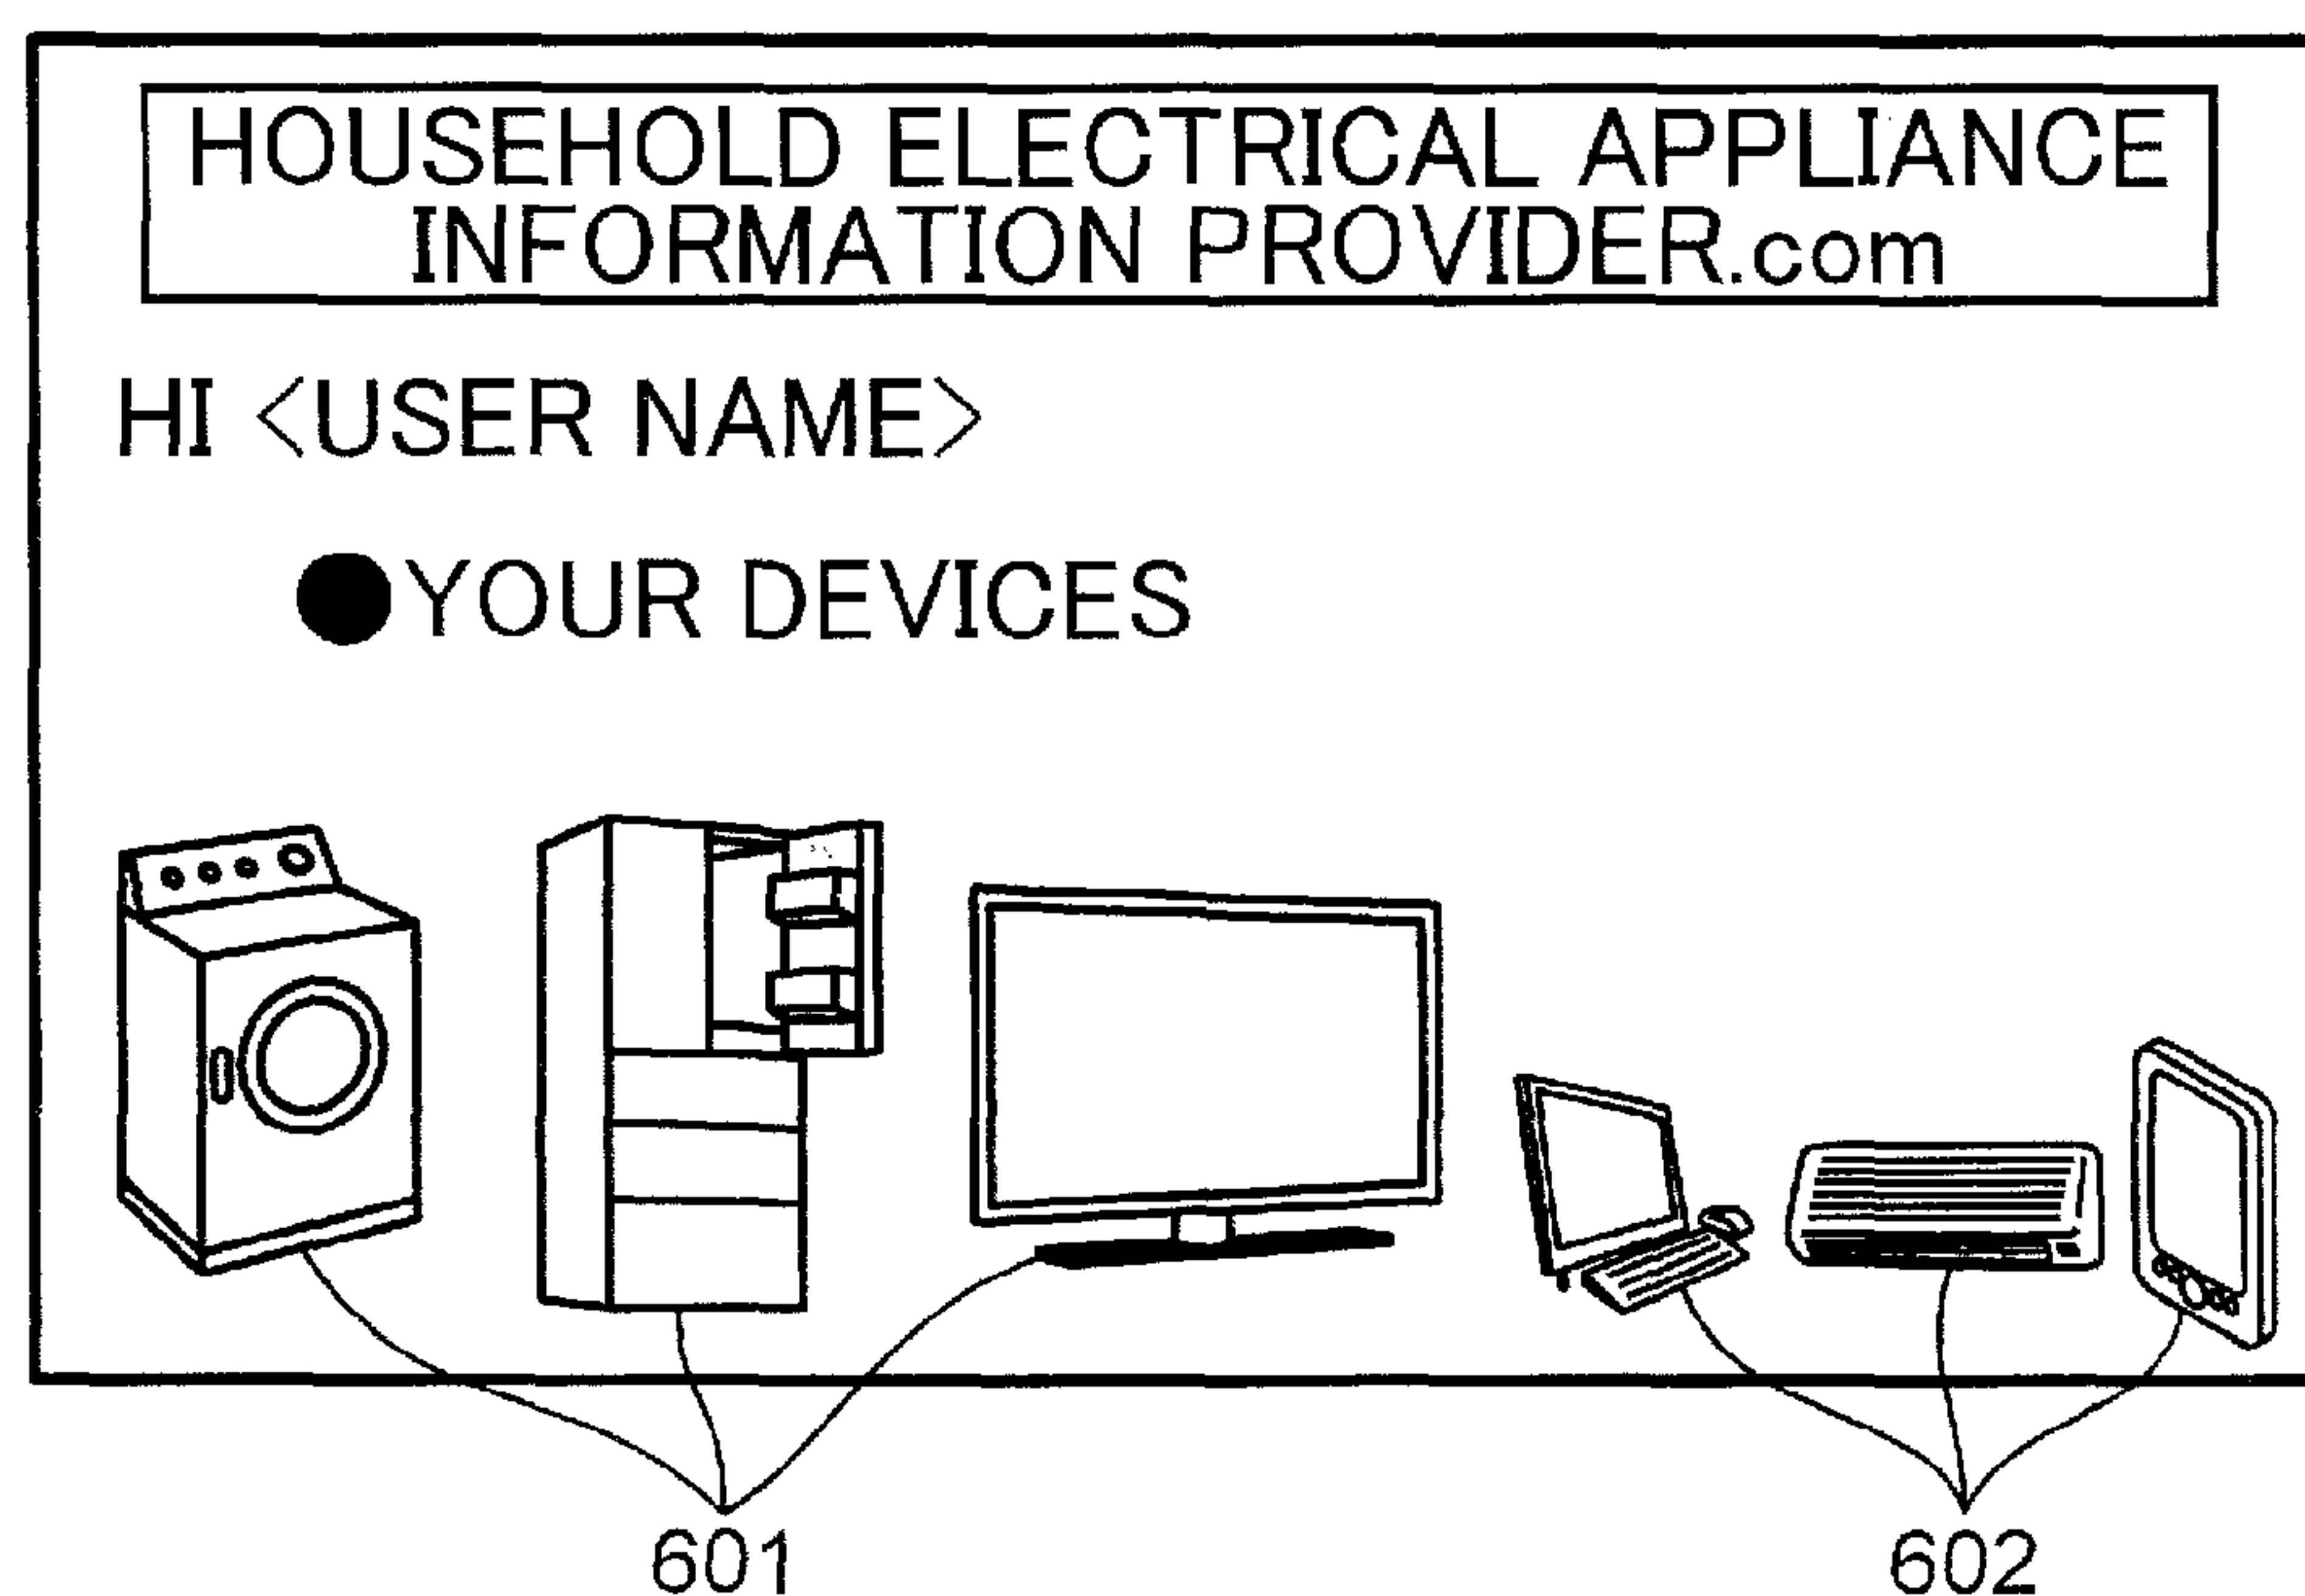 HOUSEHOLD ELECTRICAL APPLIANCE
INFORMATION PROVIDER.com
HI <USER NAME>
●YOUR DEVICES
601
602